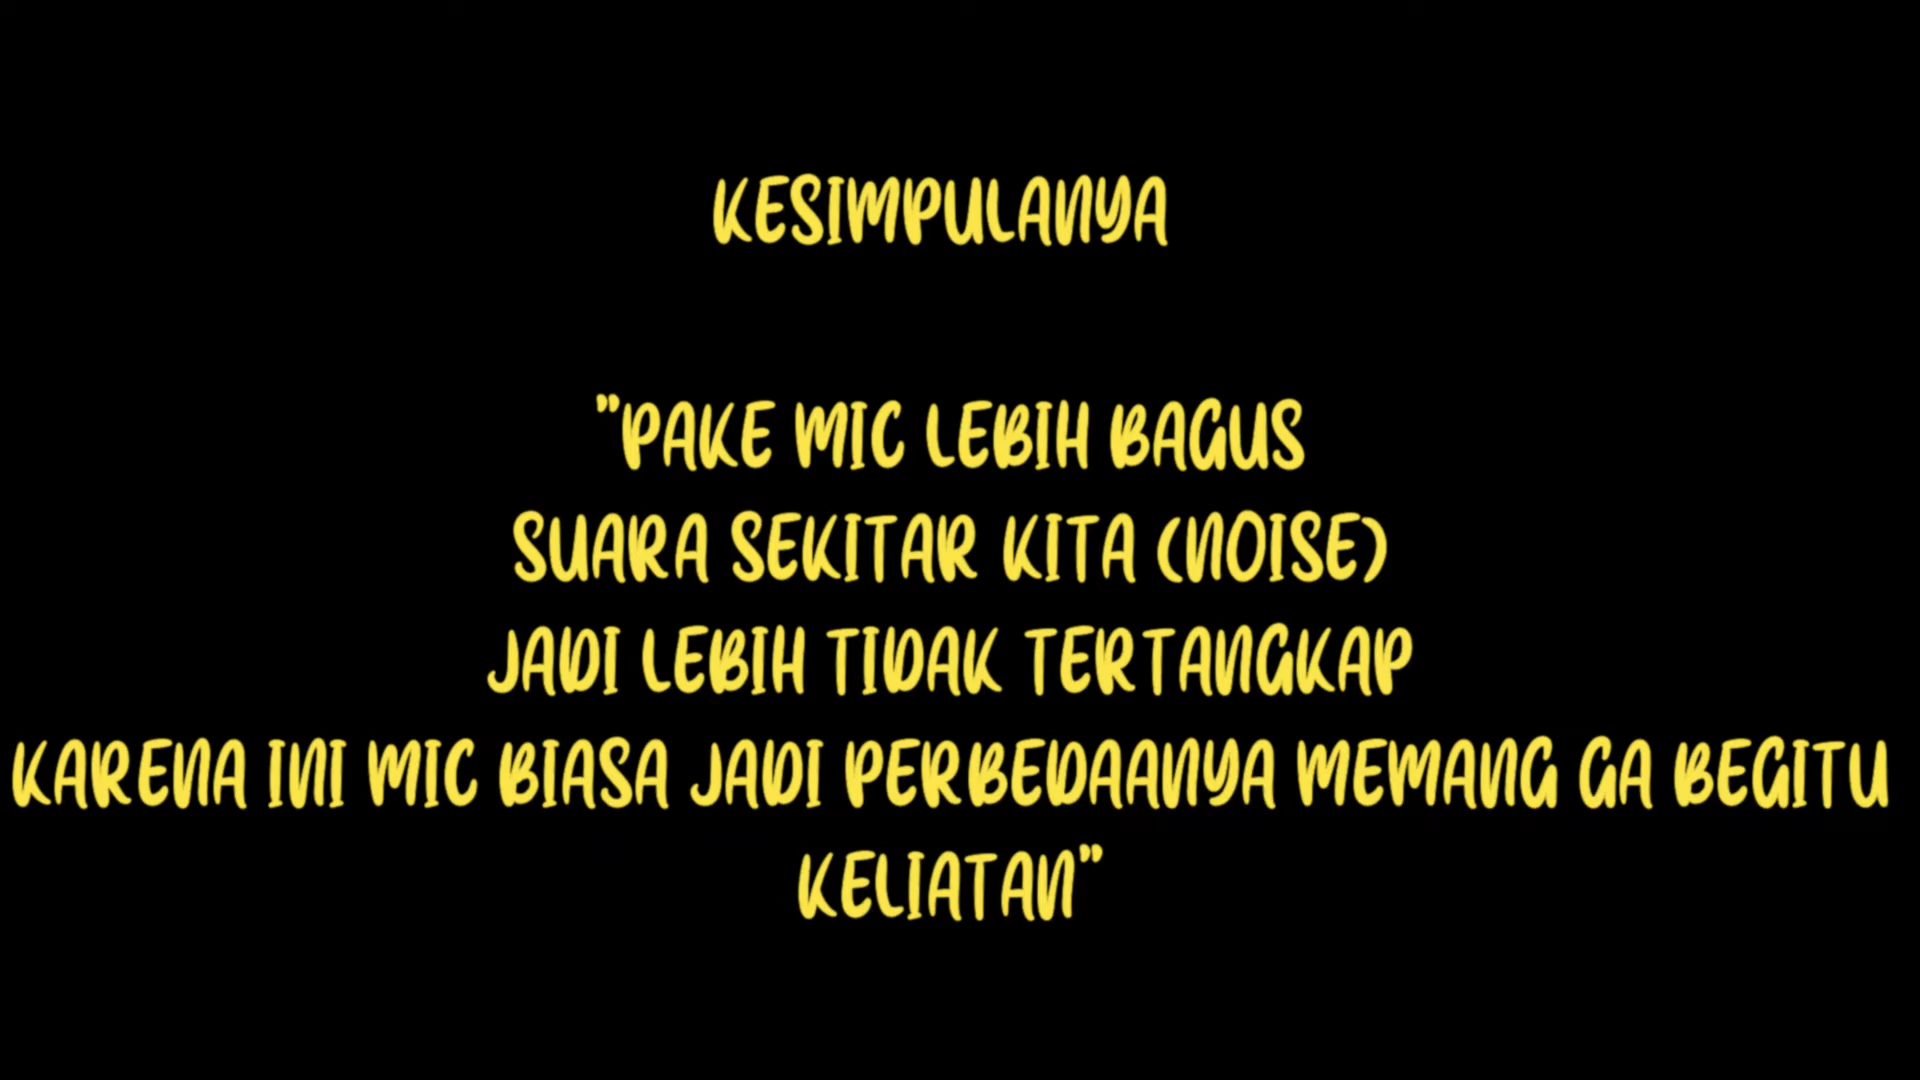 KESIMPULANYA
"PAKE MIC LEBIH BAGUS
SUARA SEKITAR KITA (NOISE)
JADI LEBIH TIDAK TERTANGKAP
KARENA INI MIC BIASA JADI PERBEDAANYA MEMANG GA BEGITU
KELIATAN"